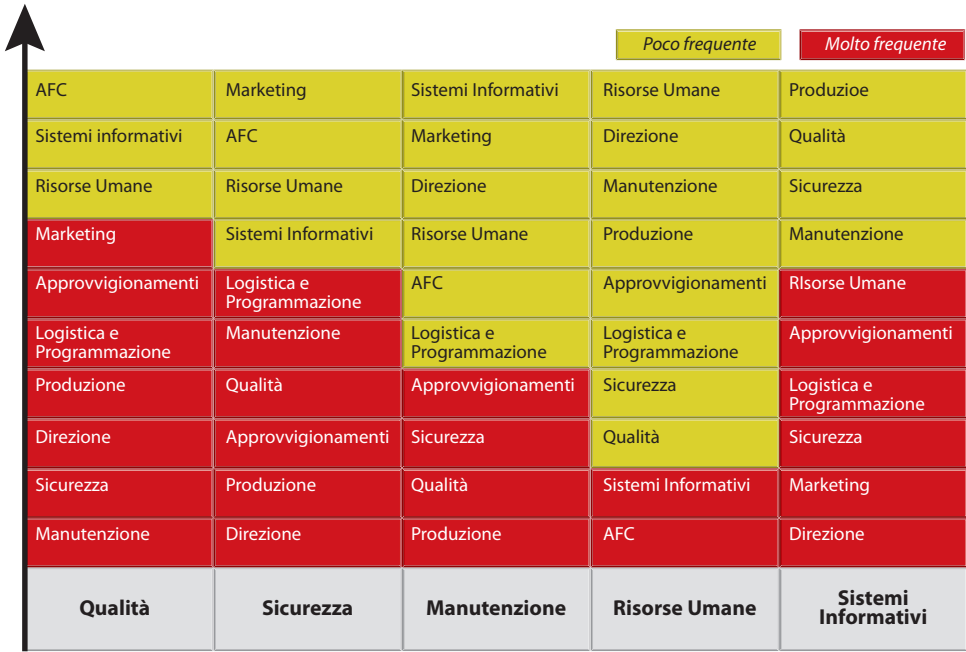 Poco frequente
Molto frequente
AFC
Marketing
Sistemi Informativi
Risorse Umane
Produzioe
Sistemi informativi
AFC
Marketing
Direzione
Qualità
Risorse Umane
Risorse Umane
Direzione
Manutenzione
Sicurezza
Marketing
Sistemi Informativi
Risorse Umane
Produzione
Manutenzione
Approvvigionamenti
Logistica e
Programmazione
AFC
Approvvigionamenti
RIsorse Umane
Logistica e
Programmazione
Manutenzione
Logistica e
Programmazione
Logistica e
Programmazione
Approvvigionamenti
Produzione
Qualità
Approvvigionamenti
Sicurezza
Logistica e
Programmazione
Direzione
Approvvigionamenti
Sicurezza
Qualità
Sicurezza
Sicurezza
Produzione
Qualità
Sistemi Informativi
Marketing
Manutenzione
Direzione
Produzione
AFC
Direzione
Qualità
Sicurezza
Manutenzione
Risorse Umane
Sistemi
Informativi